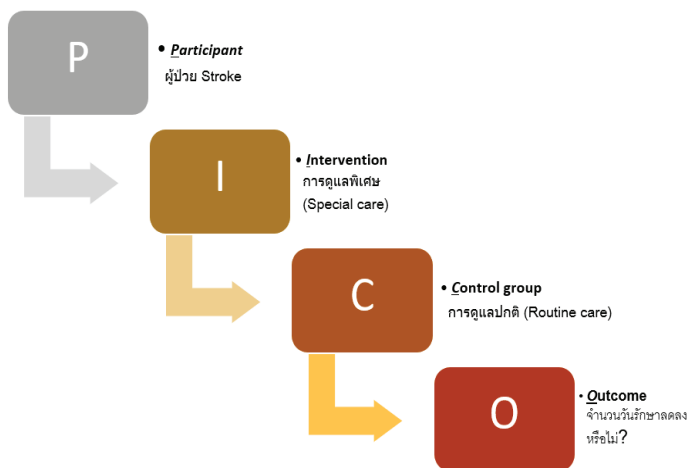 P
• Participant
ผู้ป่วย Stroke
I
• Intervention
การดูแลพิเศษ
(Special care)
C
• Control group
การดูแลปกติ (Routine care)
O
• Outcome
จำนวนวันรักษาลดลง
หรือไม่?